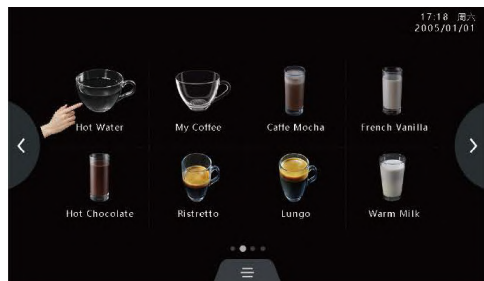 17:18 周六
2005/01/01
Hot Water
My Coffee
Caffe Mocha
French Vanilla
Hot Chocolate
Ristretto
Lungo
Warm Milk